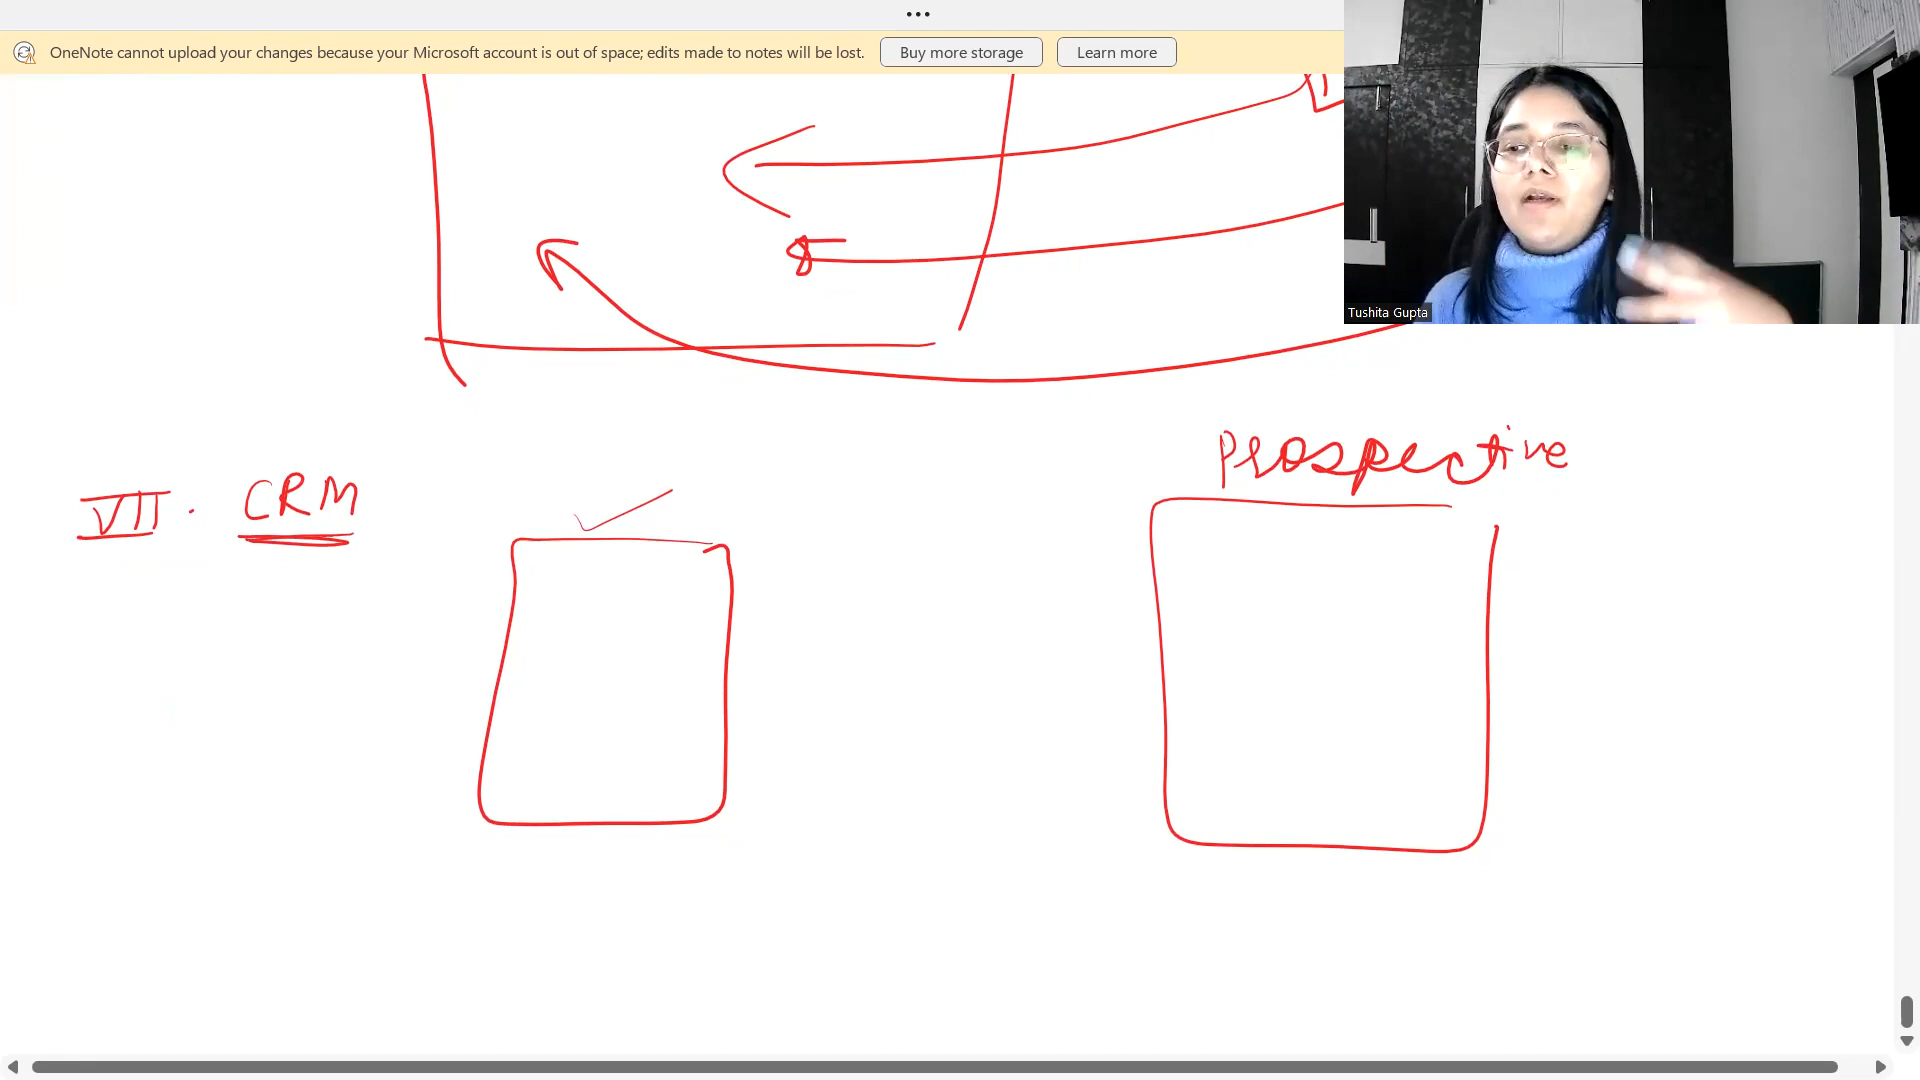 OneNote cannot upload your changes because your Microsoft account is out of space; edits made to notes will be lost. Buy more storage Learn more
Tushita Gupta
Prospective
VII. CRM